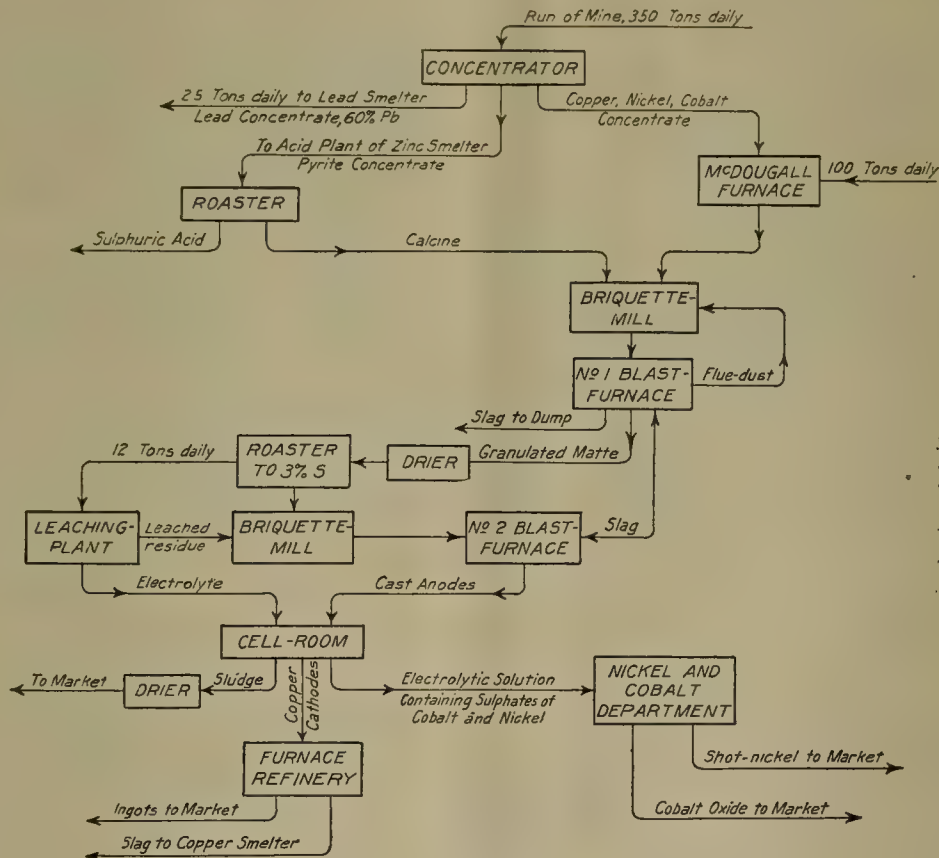 Run of Mine, 350 Tons daily
CONCENTRATOR
25 Tons daily to Lead Smelter
Lead Concentrate, 60% Pb
Copper, Nickel, Cobalt
Concentrate
To Acid Plant of Zinc Smelter
Pyrite Concentrate
McDOUGALL
FURNACE
100 Tons daily
ROASTER
Sulphuric Acid
Calcine
BRIQUETTE-
MILL
No 1 BLAST-
FURNACE
Flue-dust
Slag to Dump
12 Tons daily
ROASTER
TO 3% S
DRIER
Granulated Matte
LEACHING-
PLANT
Leached
residue
BRIQUETTE-
MILL
No 2 BLAST-
FURNACE
Slag
Electrolyte
Cast Anodes
CELL-ROOM
To Market
DRIER
Sludge
Copper
Cathodes
Electrolytic Solution
Containing Sulphates of
Cobalt and Nickel
NICKEL AND
COBALT
DEPARTMENT
FURNACE
REFINERY
Shot-nickel to Market
Ingots to Market
Cobalt Oxide to Market
Slag to Copper Smelter